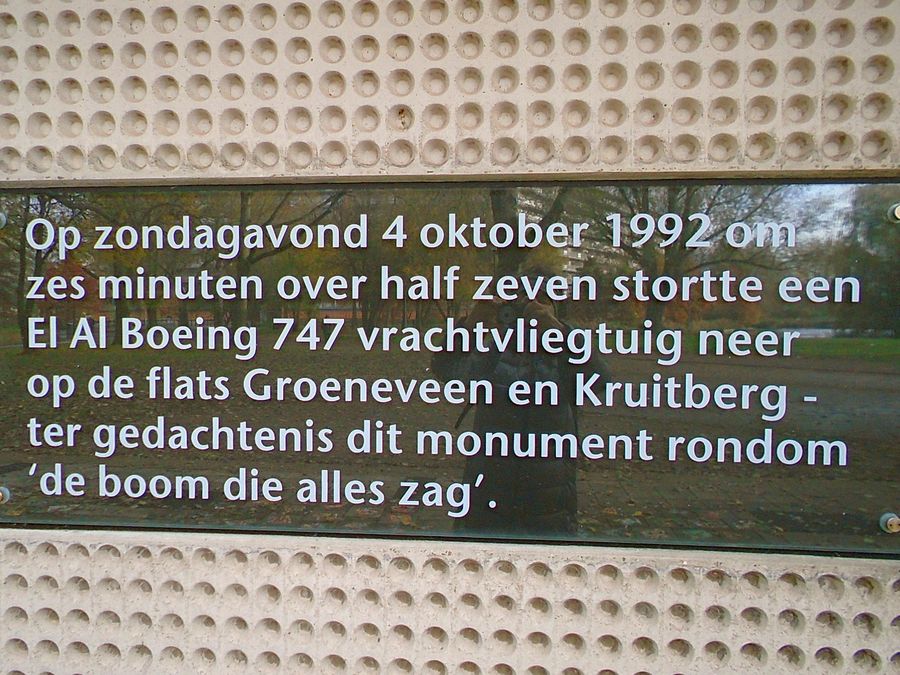 Op zondagavond 4 oktober 1992 om
zes minuten over half zeven stortte een
El Al Boeing 747 vrachtvliegtuig neer
op de flats Groeneveen en Kruitberg -
ter gedachtenis dit monument rondom
‘de boom die alles zag’.